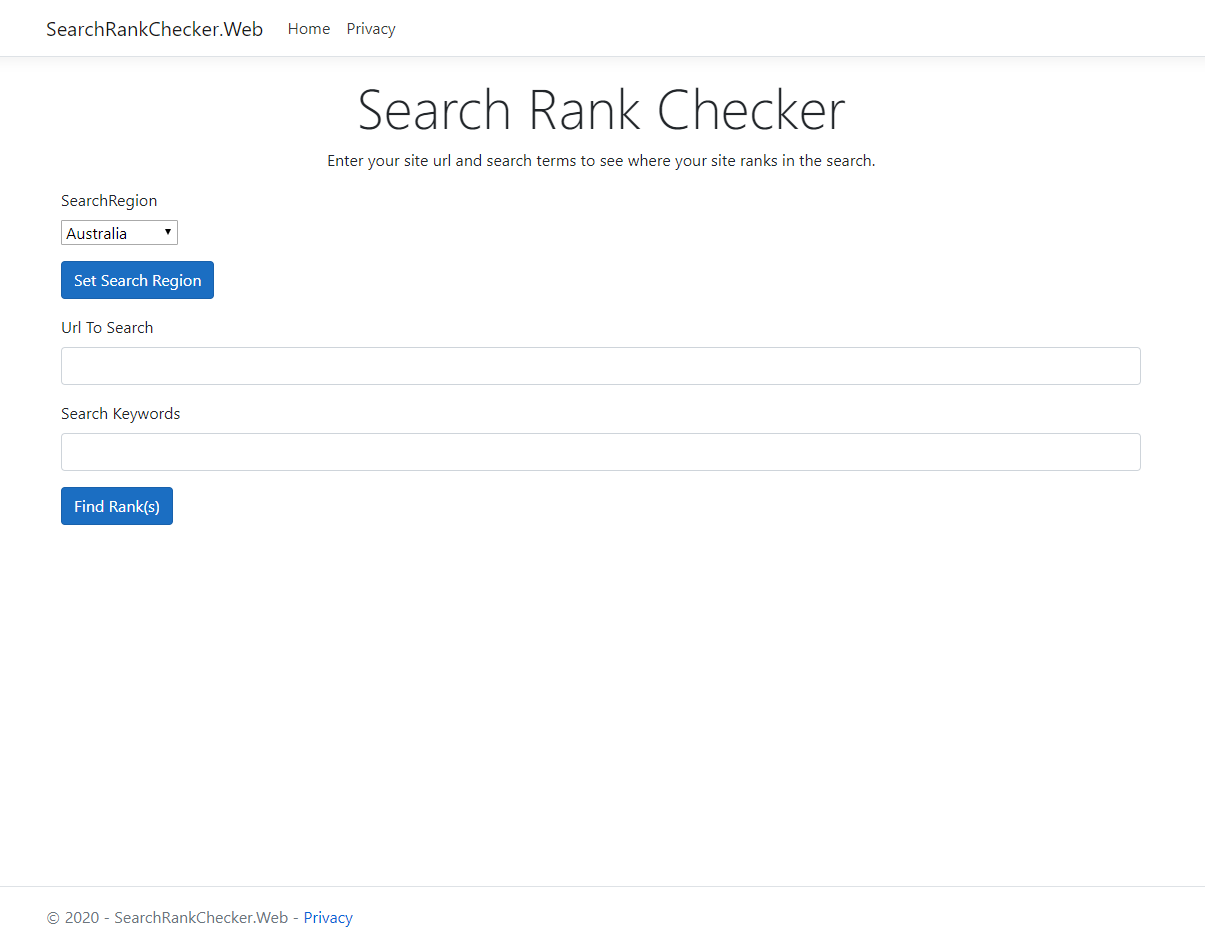 SearchRankChecker.Web Home Privacy
Search Rank Checker
Enter your site url and search terms to see where your site ranks in the search.
SearchRegion
Australia
Set Search Region
Url To Search
Search Keywords
Find Rank(s)
© 2020 - SearchRankChecker.Web - Privacy